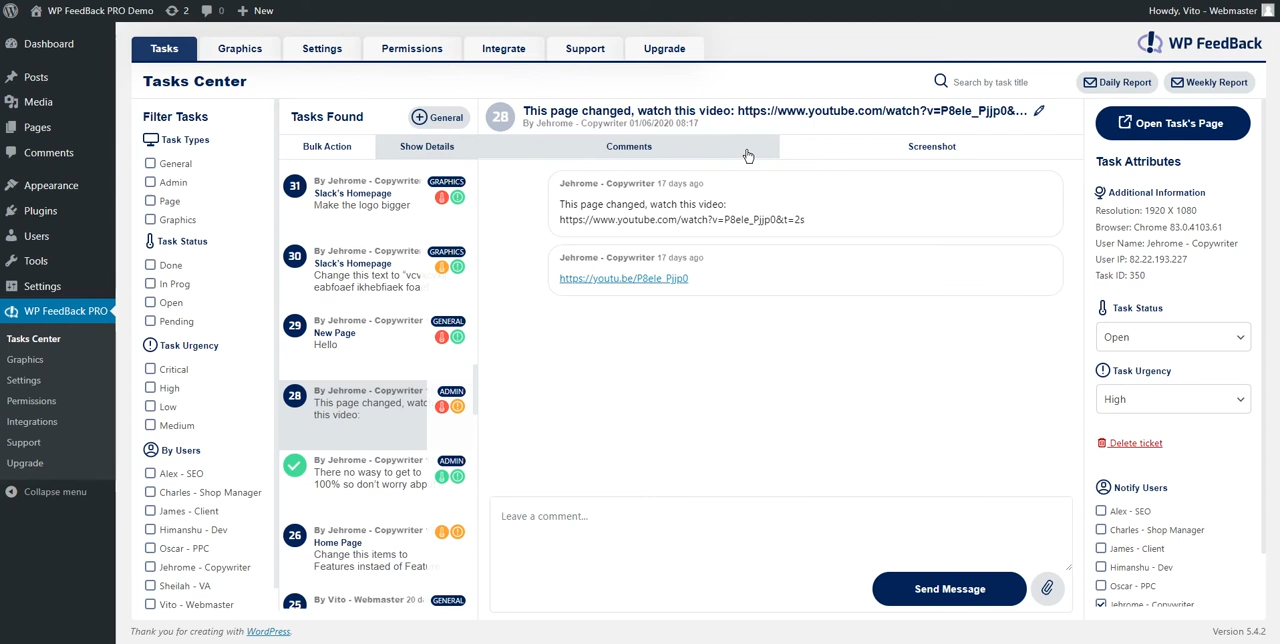 WP FeedBack PRO Demo
2
0
New
Howdy, Vito - Webmaster
Dashboard
Posts
Media
Pages
Comments
Appearance
Plugins
Users
Tools
Settings
WP FeedBack PRO
Tasks Center
Graphics
Settings
Permissions
Integrations
Support
Upgrade
Collapse menu
Tasks
Graphics
Settings
Permissions
Integrate
Support
Upgrade
WP FeedBack
Tasks Center
Search by task title
Daily Report
Weekly Report
Filter Tasks
Task Types
General
Admin
Page
Graphics
Task Status
Done
In Prog
Open
Pending
Task Urgency
Critical
High
Low
Medium
By Users
Alex - SEO
Charles - Shop Manager
James - Client
Himanshu - Dev
Oscar - PPC
Jehrome - Copywriter
Sheilah - VA
Vito - Webmaster
Tasks Found
General
Bulk Action
Show Details
31
By Jehrome - Copywrite
GRAPHICS
Slack's Homepage
Make the logo bigger
30
By Jehrome - Copywrite
GRAPHICS
Slack's Homepage
Change this text to
29
By Jehrome - Copywriter
GENERAL
New Page
Hello
28
By Jehrome - Copywriter
ADMIN
This page changed, watc
this video:
By Jehrome - Copywrite
ADMIN
There no wasy to get to
100% so don't worry abp
26
By Jehrome - Copywriter
Home Page
Change this items to
Features instaed of Featu
25
By Vito - Webmaster 20 d
GENERAL
28
This page changed, watch this video: https://www.youtube.com/watch?v=P8ele_Pjjp0&...
By Jehrome - Copywriter 01/06/2020 08:17
Comments
Screenshot
Jehrome - Copywriter 17 days ago
This page changed, watch this video:
https://www.youtube.com/watch?v=P8ele_Pjjp0&t=2s
Jehrome - Copywriter 17 days ago
https://youtu.be/P8ele_Pjjp0
Leave a comment...
Send Message
Open Task's Page
Task Attributes
Additional Information
Resolution: 1920 X 1080
Browser: Chrome 83.0.4103.61
User Name: Jehrome - Copywriter
User IP: 82.22.193.227
Task ID: 350
Task Status
Open
Task Urgency
High
Delete ticket
Notify Users
Alex - SEO
Charles - Shop Manager
James - Client
Himanshu - Dev
Oscar - PPC
Jehrome - Copywriter
Thank you for creating with WordPress.
Version 5.4.2